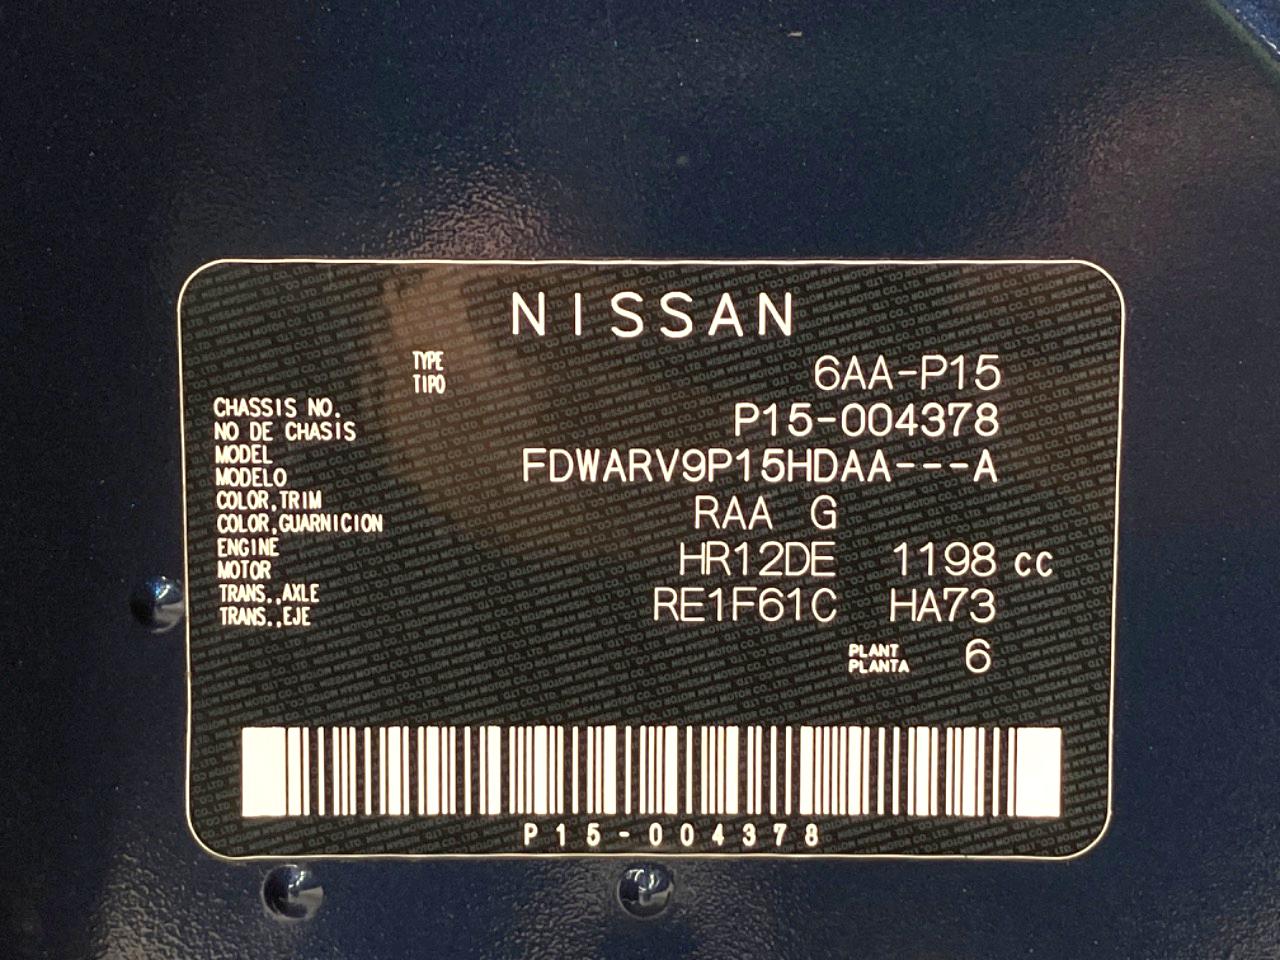 NISSAN
TYPE
TIPO 6AA-P15
CHASSIS NO.
NO DE CHASIS P15-004378
MODEL
MODELO FDWARV9P15HDAA---A
COLOR,TRIM
COLOR,GUARNICION RAA G
ENGINE
MOTOR HR12DE 1198 cc
TRANS.,AXLE
TRANS.,EJE RE1F61C HA73
PLANT
PLANTA 6
P15-004378